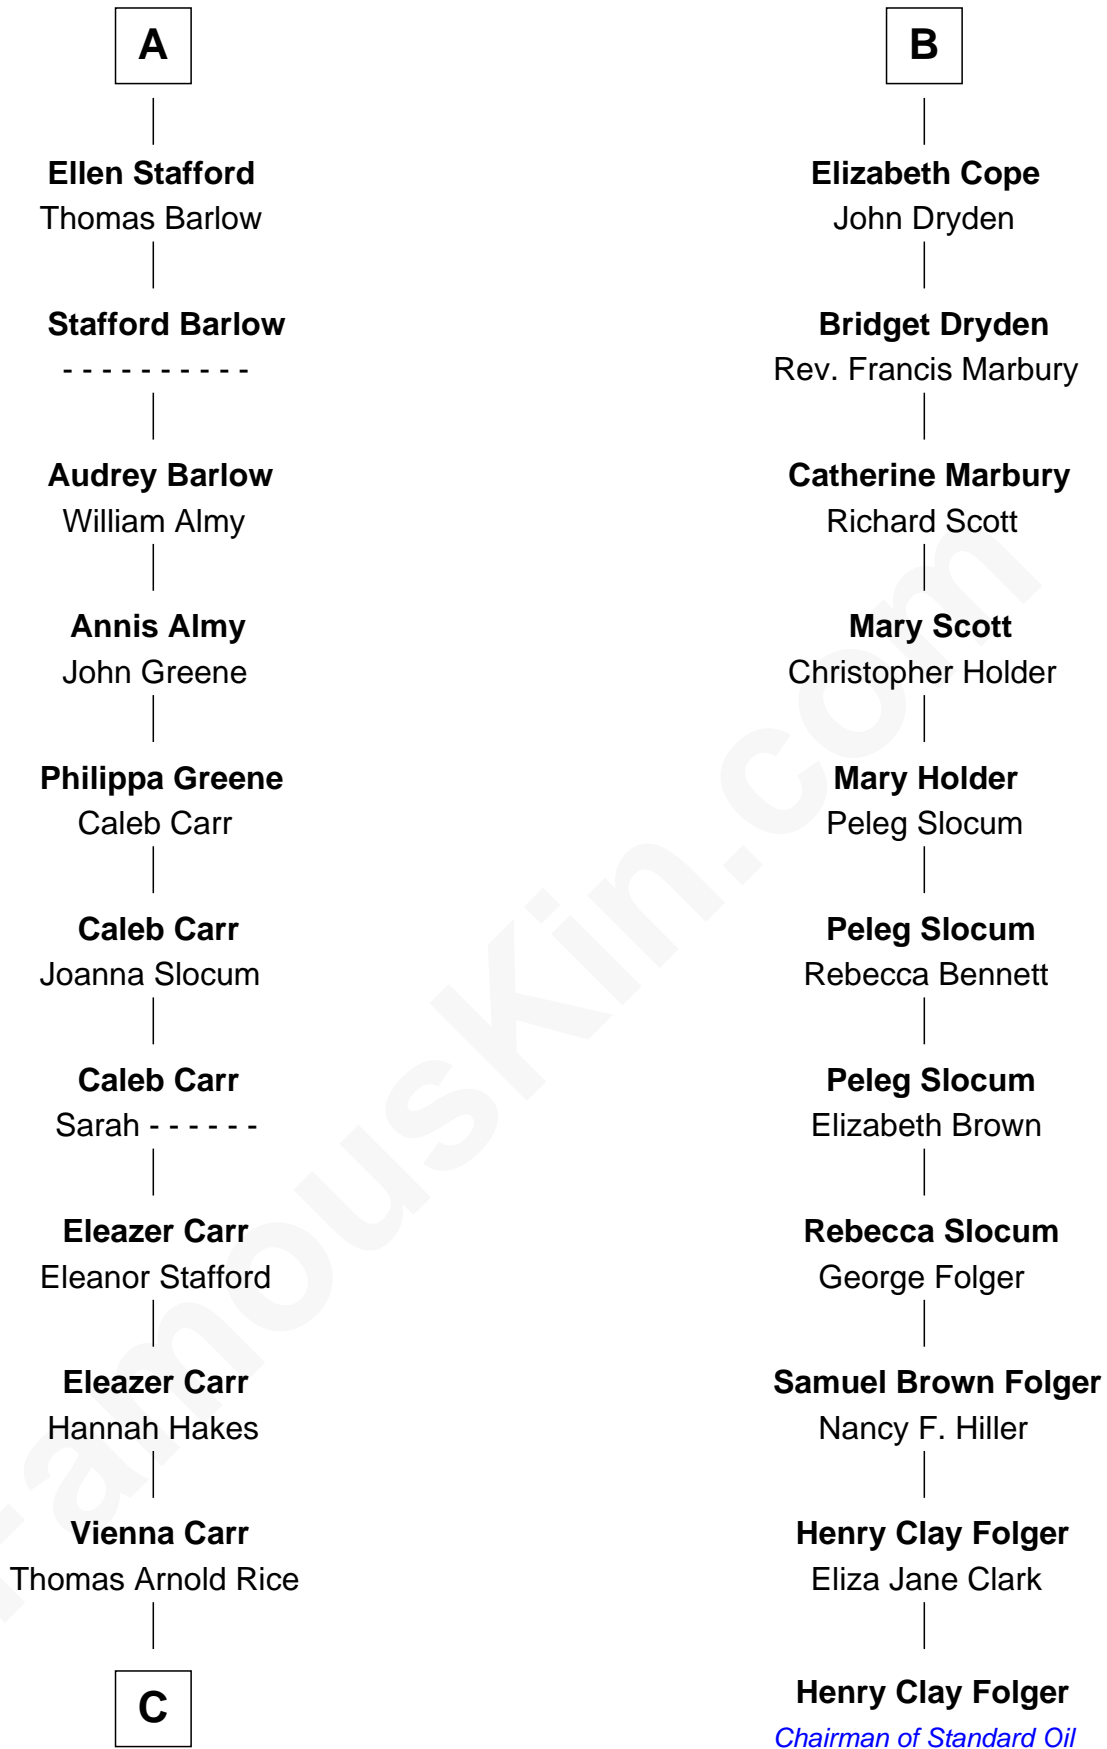 A
Ellen Stafford
Thomas Barlow
Stafford Barlow
- - - - - - - - - -
Audrey Barlow
William Almy
Annis Almy
John Greene
Philippa Greene
Caleb Carr
Caleb Carr
Joanna Slocum
Caleb Carr
Sarah - - - - - -
Eleazer Carr
Eleanor Stafford
Eleazer Carr
Hannah Hakes
Vienna Carr
Thomas Arnold Rice
C
B
Elizabeth Cope
John Dryden
Bridget Dryden
Rev. Francis Marbury
Catherine Marbury
Richard Scott
Mary Scott
Christopher Holder
Mary Holder
Peleg Slocum
Peleg Slocum
Rebecca Bennett
Peleg Slocum
Elizabeth Brown
Rebecca Slocum
George Folger
Samuel Brown Folger
Nancy F. Hiller
Henry Clay Folger
Eliza Jane Clark
Henry Clay Folger
Chairman of Standard Oil
FamousKin.com